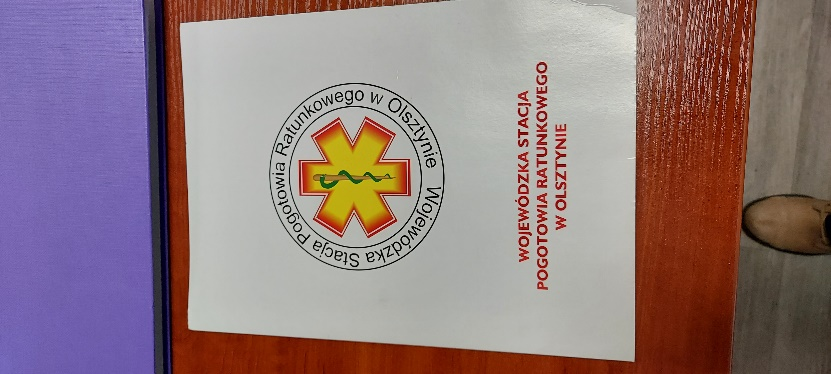 Wojewódzka Stacja Pogotowia Ratunkowego w Olsztynie
WOJEWÓDZKA STACJA
POGOTOWIA RATUNKOWEGO
W OLSZTYNIE